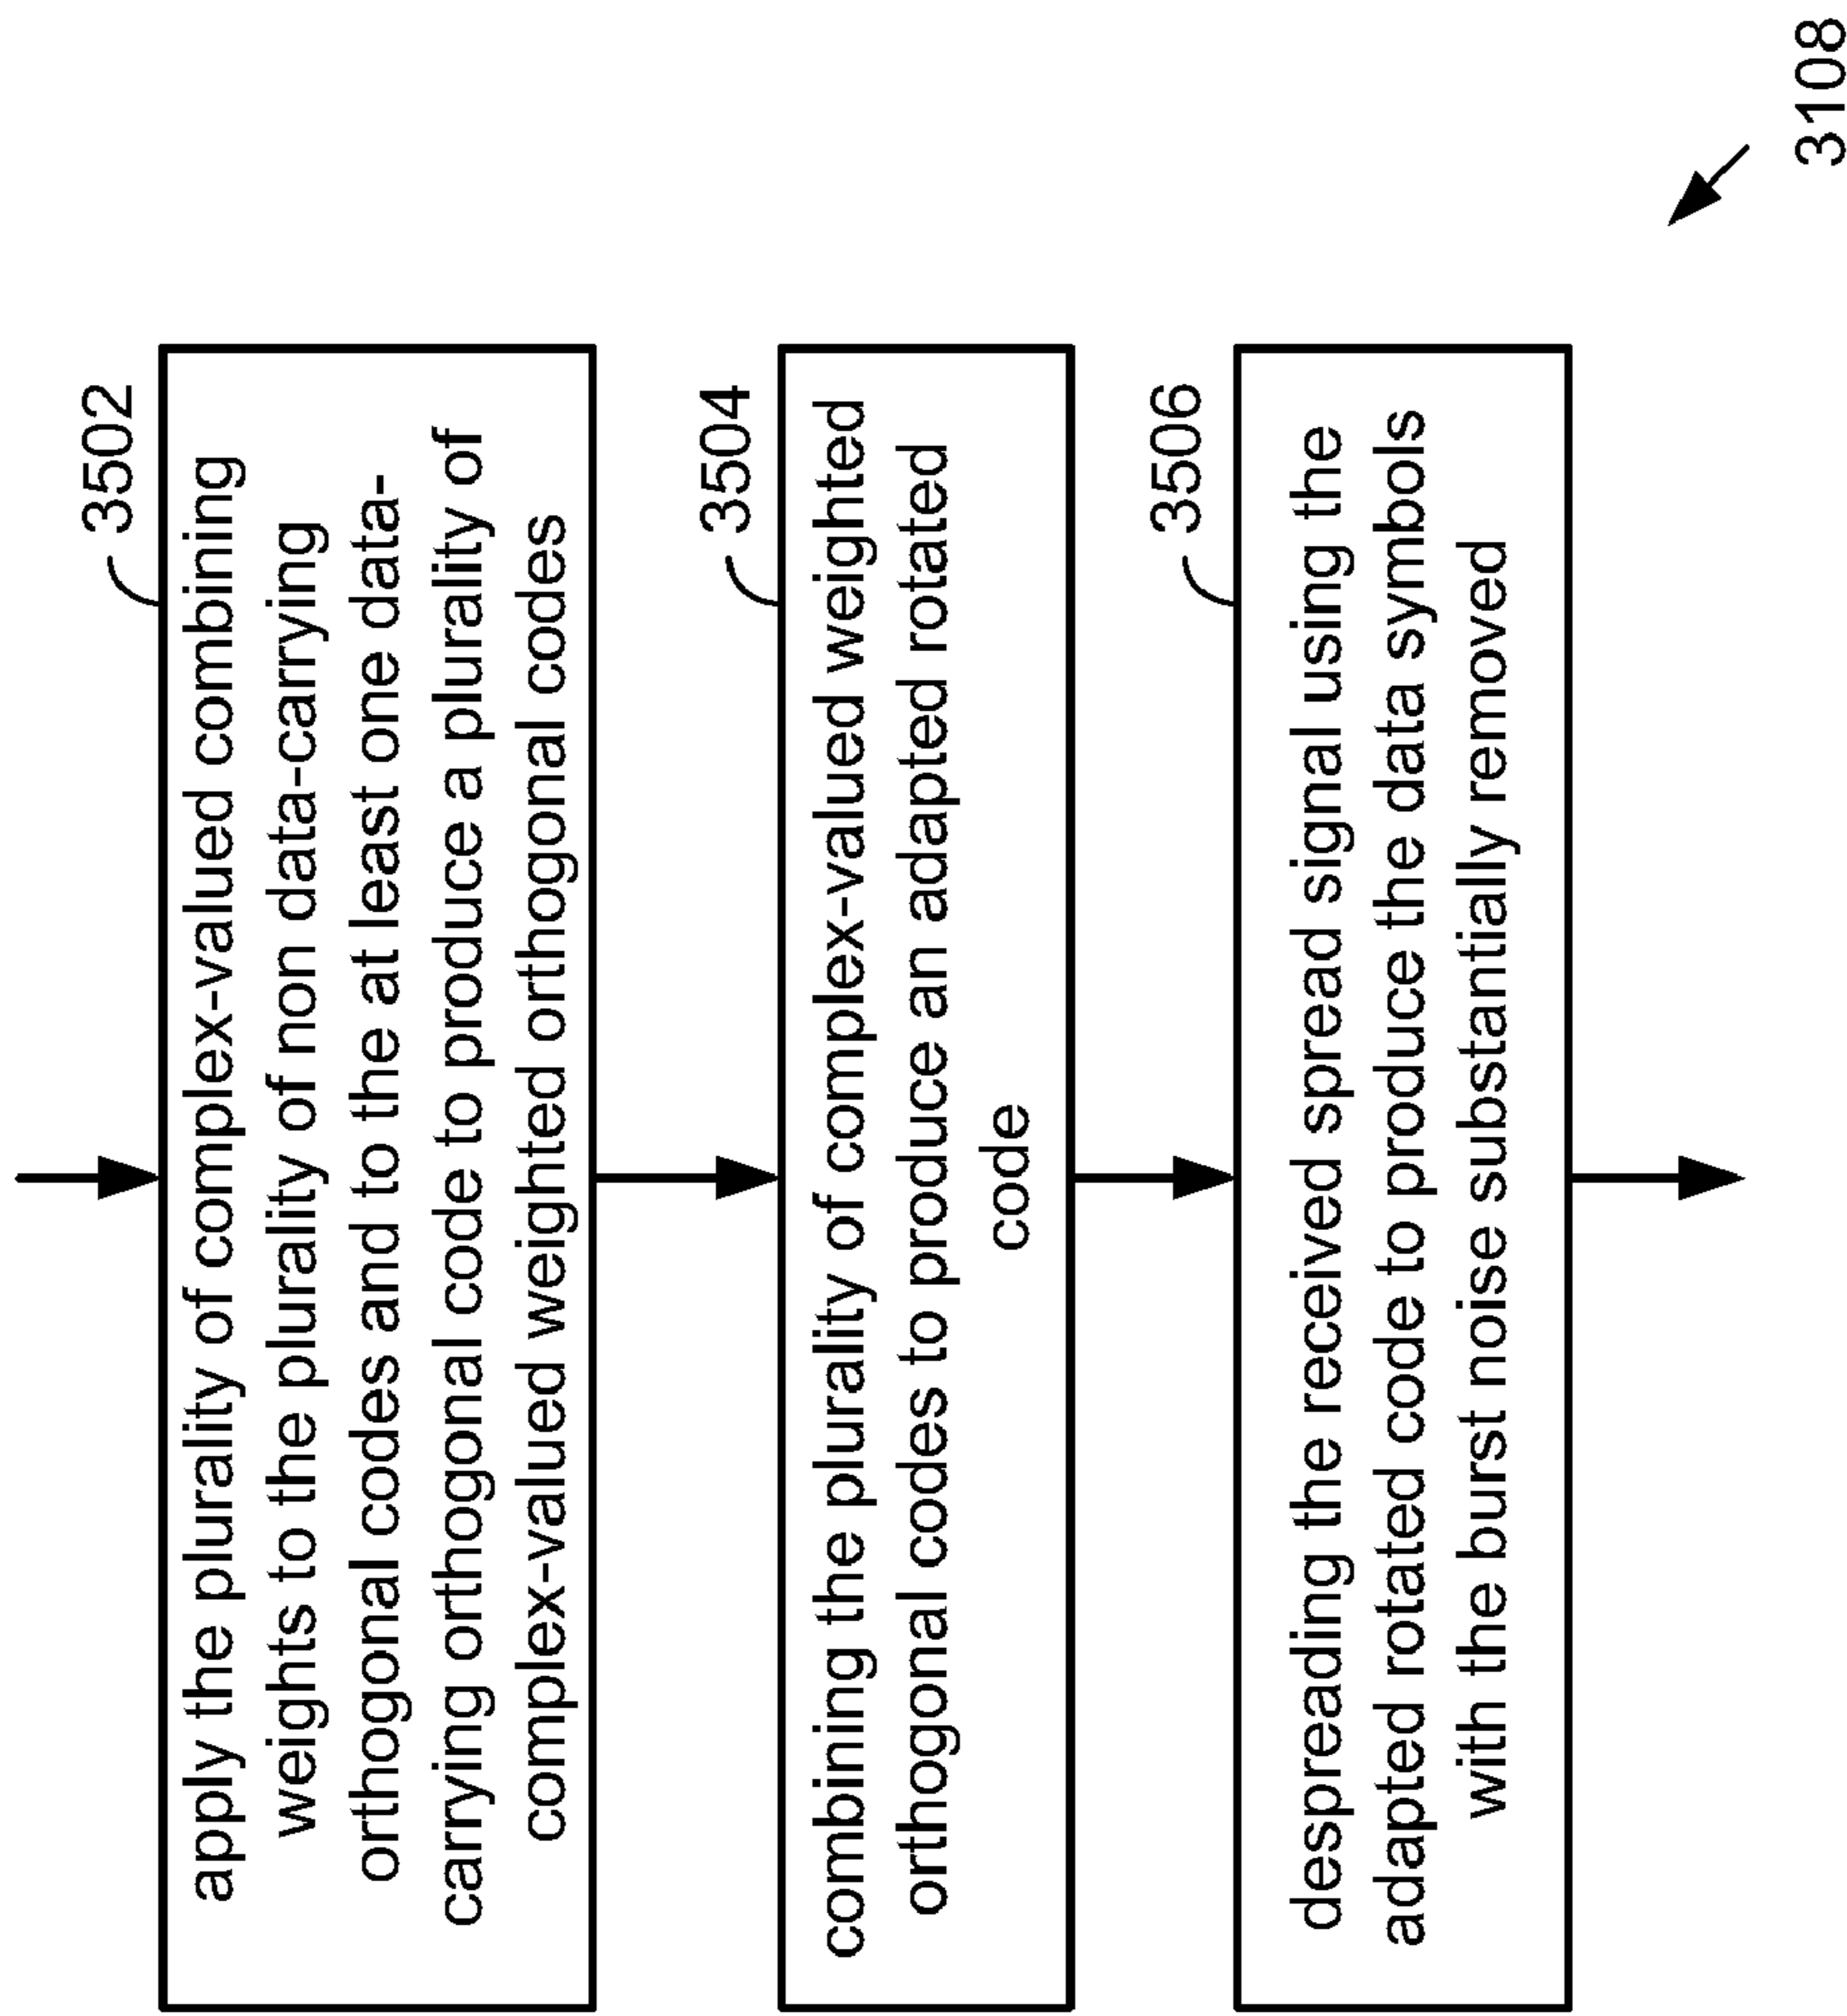 3502
apply the plurality of complex-valued combining
weights to the plurality of non data-carrying
orthogonal codes and to the at least one data-
carrying orthogonal code to produce a plurality of
complex-valued weighted orthogonal codes
3504
combining the plurality of complex-valued weighted
orthogonal codes to produce an adapted rotated
code
3506
despreading the received spread signal using the
adapted rotated code to produce the data symbols
with the burst noise substantially removed
3108